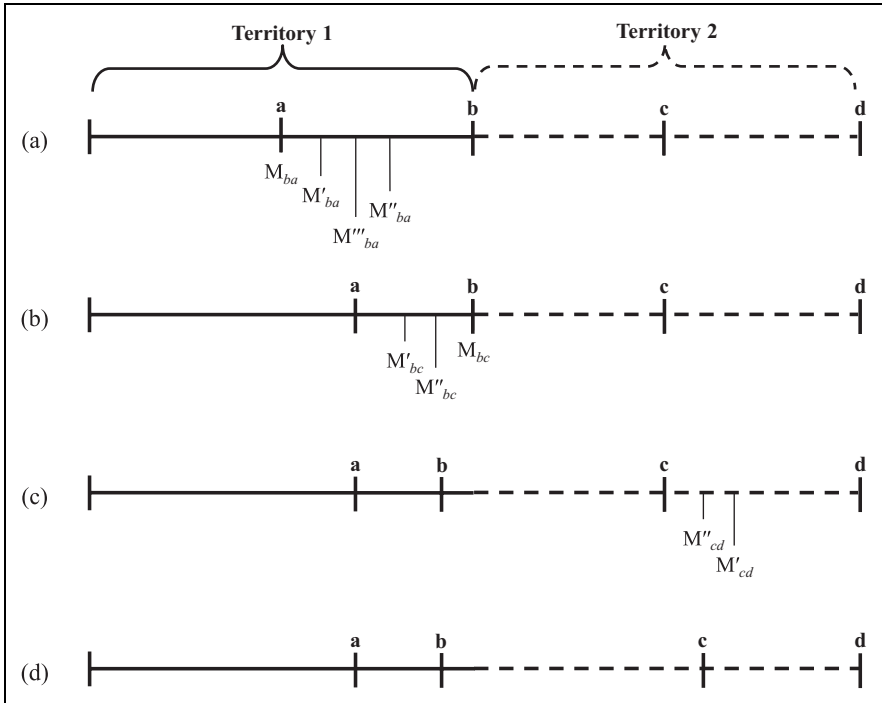 Territory 1 Territory 2
a b c d
(a)
M_ba
M′_ba M″_ba
M‴_ba
a b c d
(b)
M′_bc M_bc
M″_bc
a b c d
(c)
M″_cd
M′_cd
a b c d
(d)